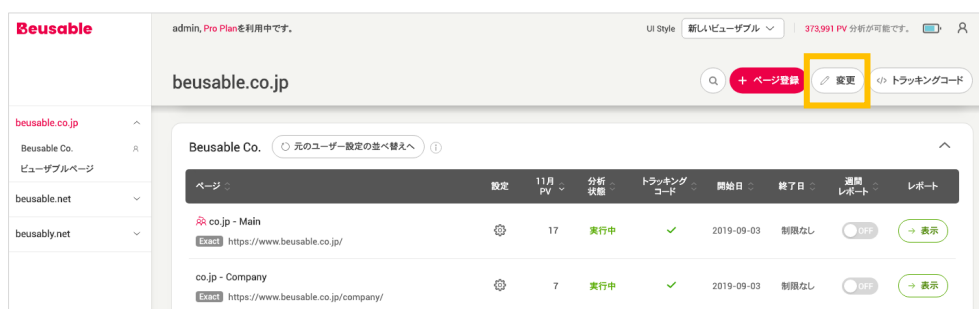 Beusable
admin, Pro Planを利用中です。
UI Style 新しいビューザブル
373,991 PV 分析が可能です。
beusable.co.jp
+ ページ登録
変更
</> トラッキングコード
beusable.co.jp
Beusable Co.
ビューザブルページ
beusable.net
beusably.net
Beusable Co.
元のユーザー設定の並べ替えへ
ページ 設定 11月 PV 分析 状態 トラッキング コード 開始日 終了日 週間 レポート レポート
co.jp - Main
Exact https://www.beusable.co.jp/
17 実行中 2019-09-03 制限なし OFF → 表示
co.jp - Company
Exact https://www.beusable.co.jp/company/
7 実行中 2019-09-03 制限なし OFF → 表示